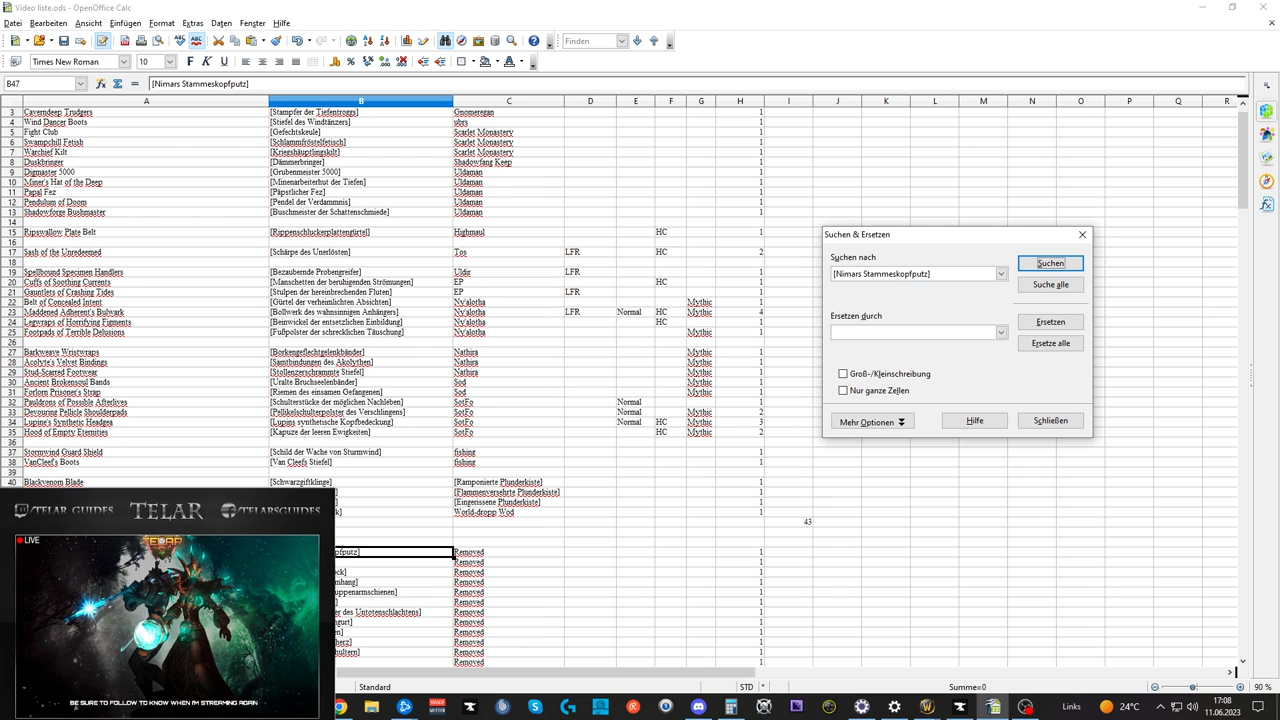 Video liste.ods - OpenOffice Calc
Datei Bearbeiten Ansicht Einfügen Format Extras Daten Fenster Hilfe
Finden
Times New Roman 10
B47 [Nimars Stammeskopfputz]
A B C D E F G H I J K L M N O P Q R
3 Caverndeep Trudgers [Stampfer der Tiefentroggs] Gnomeregan 1
4 Wind Dancer Boots [Stiefel des Windtänzers] ubrs 1
5 Fight Club [Gefechtskeule] Scarlet Monastery 1
6 Swampchill Fetish [Schlammfröstelfetisch] Scarlet Monastery 1
7 Warchief Kilt [Kriegshäuptlingskilt] Scarlet Monastery 1
8 Duskbringer [Dämmerbringer] Shadowfang Keep 1
9 Digmaster 5000 [Grubenmeister 5000] Uldaman 1
10 Miner's Hat of the Deep [Minenarbeiterhut der Tiefen] Uldaman 1
11 Papal Fez [Päpstlicher Fez] Uldaman 1
12 Pendulum of Doom [Pendel der Verdammnis] Uldaman 1
13 Shadowforge Bushmaster [Buschmeister der Schattenschmiede] Uldaman 1
14
15 Ripswallow Plate Belt [Rippenschluckerplattengürtel] Highmaul HC 1
16
17 Sash of the Unredeemed [Schärpe des Unerlösten] Tos LFR HC 2
18
19 Spellbound Specimen Handlers [Bezaubernde Probengreifer] Uldir LFR 1
20 Cuffs of Soothing Currents [Manschetten der beruhigenden Strömungen] EP HC 1
21 Gauntlets of Crashing Tides [Stulpen der hereinbrechenden Fluten] EP LFR 1
22 Belt of Concealed Intent [Gürtel der verheimlichten Absichten] Ny'alotha Mythic 1
23 Maddened Adherent's Bulwark [Bollwerk des wahnsinnigen Anhängers] Ny'alotha LFR Normal HC Mythic 4
24 Legwraps of Horrifying Figments [Beinwickel der entsetzlichen Einbildung] Ny'alotha HC 1
25 Footpads of Terrible Delusions [Fußpolster der schrecklichen Täuschung] Ny'alotha Mythic 1
26
27 Barkweave Wristwraps [Borkengeflechtgelenkbänder] Nathira Mythic 1
28 Acolyte's Velvet Bindings [Samtbindungen des Akolythen] Nathira Mythic 1
29 Stud-Scarred Footwear [Stollenzerschrammte Stiefel] Nathira Mythic 1
30 Ancient Brokensoul Bands [Uralte Bruchseelenbänder] Sod Mythic 1
31 Forlorn Prisoner's Strap [Riemen des einsamen Gefangenen] Sod Mythic 1
32 Pauldrons of Possible Afterlives [Schulterstücke der möglichen Nachleben] SotFo Normal 1
33 Devouring Pellicle Shoulderpads [Pellikelschulterpolster des Verschlingens] SotFo Normal Mythic 2
34 Lupine's Synthetic Headgea [Lupins synthetische Kopfbedeckung] SotFo Normal HC Mythic 3
35 Hood of Empty Eternities [Kapuze der leeren Ewigkeiten] SotFo HC Mythic 2
36
37 Stormwind Guard Shield [Schild der Wache von Sturmwind] fishing 1
38 VanCleef's Boots [Van Cleefs Stiefel] fishing 1
39
40 Blackvenom Blade [Schwarzgiftklinge] [Ramponierte Plunderkiste] 1
] [Flammenversehrte Plunderkiste] 1
] [Eingerissene Plunderkiste] 1
k] World-dropp Wod 1
43
opfputz] Removed 1
Removed 1
ock] Removed 1
mhang] Removed 1
uppenarmschienen] Removed 1
] Removed 1
er des Untotenschlachtens] Removed 1
ngurt] Removed 1
en] Removed 1
herz] Removed 1
hultern] Removed 1
Removed 1
Suchen & Ersetzen
Suchen nach
[Nimars Stammeskopfputz]
Suchen
Suche alle
Ersetzen durch
Ersetzen
Ersetze alle
Groß-/Kleinschreibung
Nur ganze Zellen
Mehr Optionen
Hilfe
Schließen
/TELAR GUIDES TELAR /TELARSGUIDES
LIVE
TELAR
BE SURE TO FOLLOW TO KNOW WHEN I'M STREAMING AGAIN
Standard STD * Summe=0 90 %
Links 24°C 17:08
11.06.2023